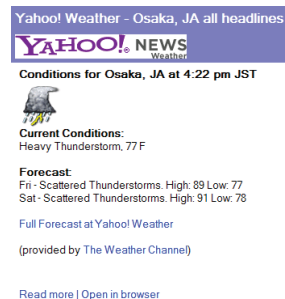 Yahoo! Weather - Osaka, JA all headlines
YAHOO! NEWS
Weather
Conditions for Osaka, JA at 4:22 pm JST
Current Conditions:
Heavy Thunderstorm, 77 F
Forecast:
Fri - Scattered Thunderstorms. High: 89 Low: 77
Sat - Scattered Thunderstorms. High: 91 Low: 78
Full Forecast at Yahoo! Weather
(provided by The Weather Channel)
Read more | Open in browser